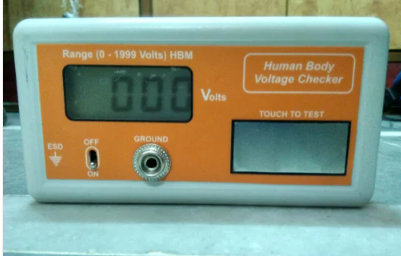 Range (0 - 1999 Volts) HBM
Human Body
Voltage Checker
000
Volts
TOUCH TO TEST
ESD
OFF
ON
GROUND